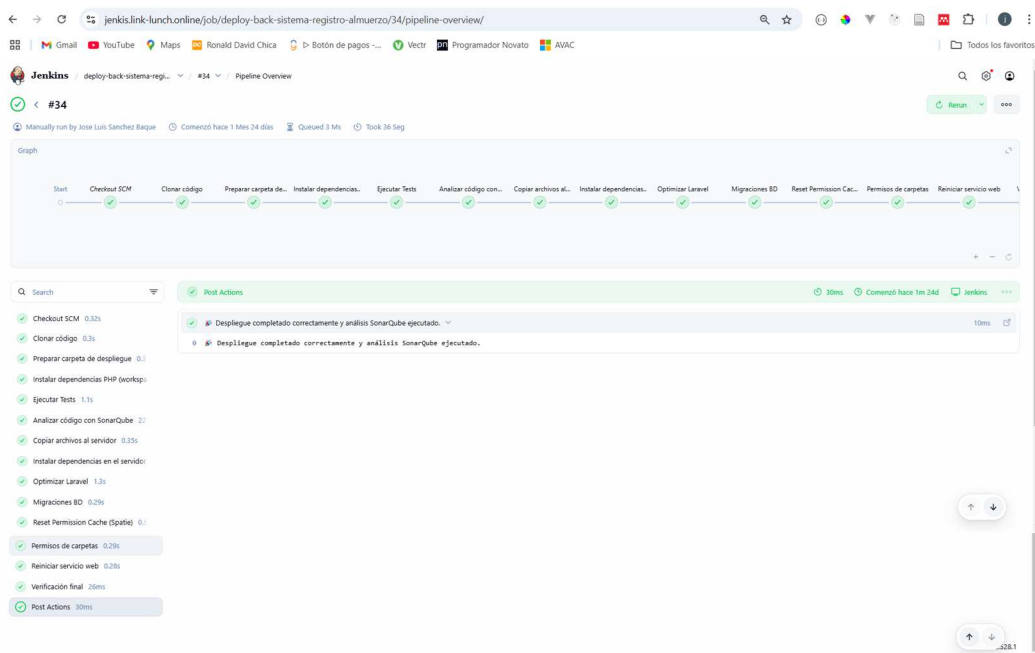 jenkis.link-lunch.online/job/deploy-back-sistema-registro-almuerzo/34/pipeline-overview/
Gmail YouTube Maps Ronald David Chica ▷ Botón de pagos -... Vectr pn Programador Novato AVAC Todos los favoritos
Jenkins / deploy-back-sistema-regi... / #34 / Pipeline Overview
#34 Rerun
Manually run by Jose Luis Sanchez Baque Comenzó hace 1 Mes 24 días Queued 3 Ms Took 36 Seg
Graph
Start Checkout SCM Clonar código Preparar carpeta de... Instalar dependencias... Ejecutar Tests Analizar código con... Copiar archivos al... Instalar dependencias... Optimizar Laravel Migraciones BD Reset Permission Cac... Permisos de carpetas Reiniciar servicio web
Search
Post Actions 30ms Comenzó hace 1m 24d Jenkins
Checkout SCM 0.32s
Despliegue completado correctamente y análisis SonarQube ejecutado. 10ms
Clonar código 0.3s
0 Despliegue completado correctamente y análisis SonarQube ejecutado.
Preparar carpeta de despliegue
Instalar dependencias PHP
Ejecutar Tests 1.1s
Analizar código con SonarQube
Copiar archivos al servidor 0.35s
Instalar dependencias en el servidor
Optimizar Laravel 1.3s
Migraciones BD 0.29s
Reset Permission Cache (Spatie)
Permisos de carpetas 0.29s
Reiniciar servicio web 0.28s
Verificación final 26ms
Post Actions 30ms